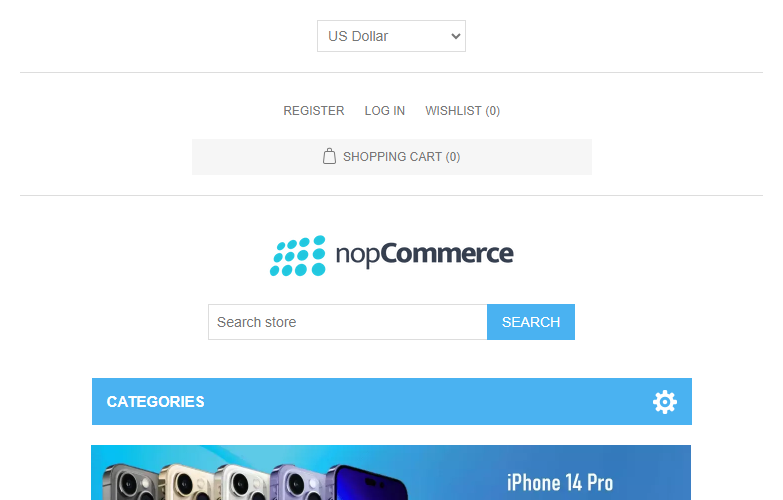 US Dollar
REGISTER LOG IN WISHLIST (0)
SHOPPING CART (0)
nopCommerce
Search store SEARCH
CATEGORIES
iPhone 14 Pro